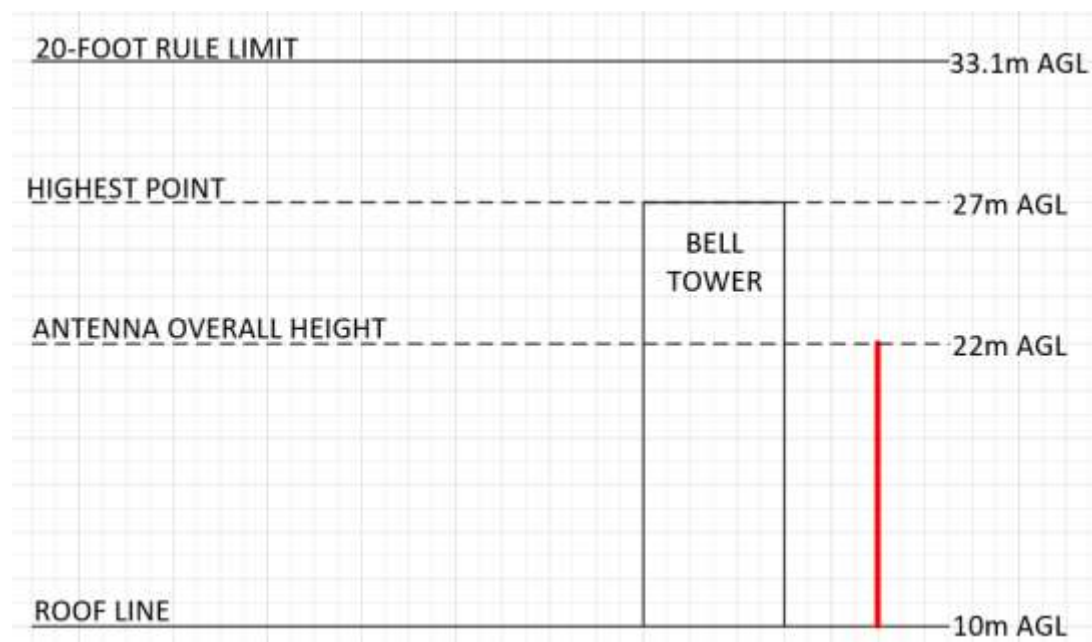 20-FOOT RULE LIMIT
33.1m AGL
HIGHEST POINT
27m AGL
BELL
TOWER
ANTENNA OVERALL HEIGHT
22m AGL
ROOF LINE
10m AGL